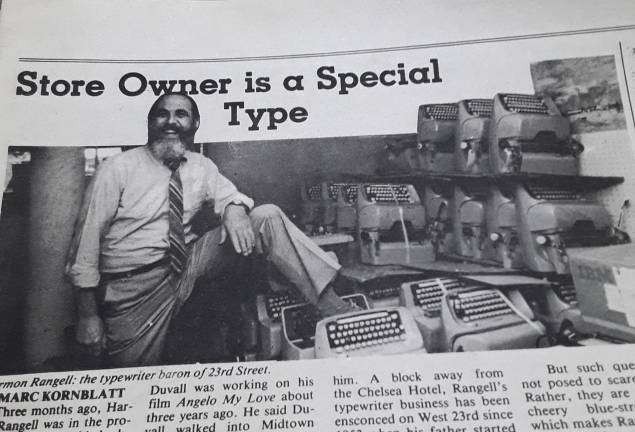 Store Owner is a Special
Type
rmon Rangell: the typewriter baron of 23rd Street.
MARC KORNBLATT
Three months ago, Har-
Rangell was in the pro-
Duvall was working on his
film Angelo My Love about
three years ago. He said Du-
vall walked into Midtown
him. A block away from
the Chelsea Hotel, Rangell's
typewriter business has been
ensconced on West 23rd since
when his father started
But such que
not posed to scare
Rather, they are
cheery blue-str
which makes Ra